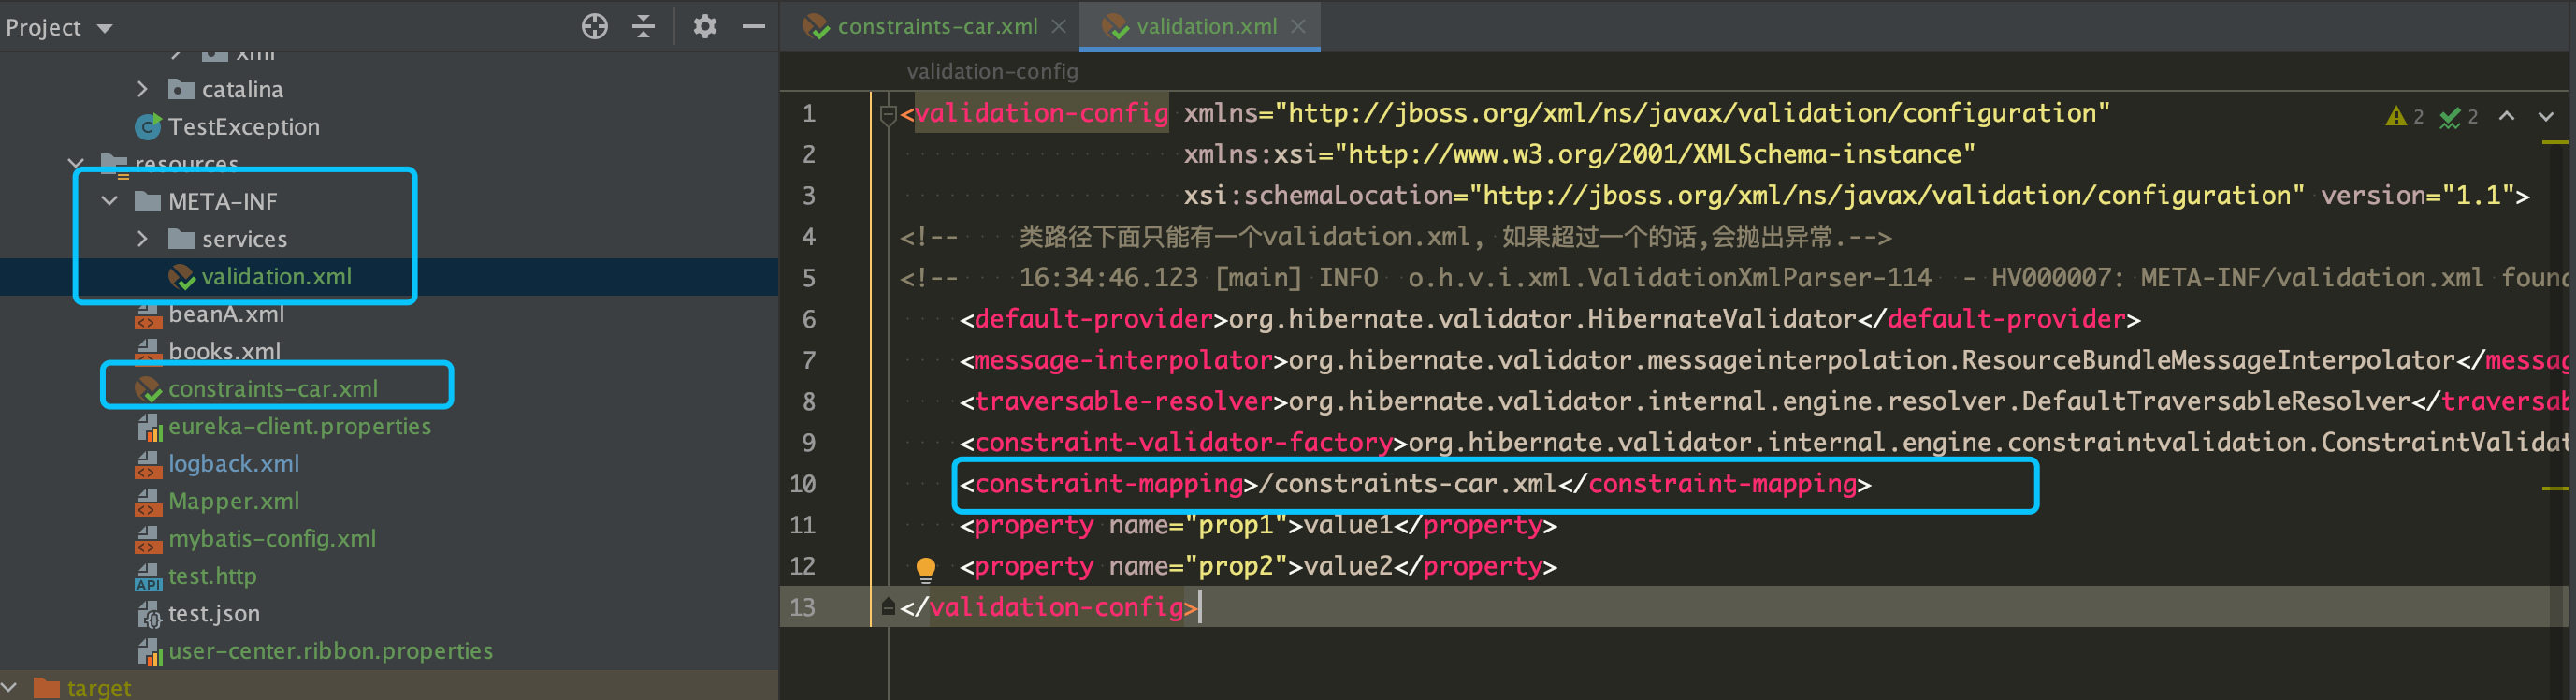 Project
xml
catalina
TestException
resources
META-INF
services
validation.xml
beanA.xml
books.xml
constraints-car.xml
eureka-client.properties
logback.xml
Mapper.xml
mybatis-config.xml
test.http
test.json
user-center.ribbon.properties
target
constraints-car.xml
validation.xml
validation-config
2 2
1 <validation-config xmlns="http://jboss.org/xml/ns/javax/validation/configuration"
2 xmlns:xsi="http://www.w3.org/2001/XMLSchema-instance"
3 xsi:schemaLocation="http://jboss.org/xml/ns/javax/validation/configuration" version="1.1">
4 <!-- 类路径下面只能有一个validation.xml, 如果超过一个的话,会抛出异常.-->
5 <!-- 16:34:46.123 [main] INFO o.h.v.i.xml.ValidationXmlParser-114 - HV000007: META-INF/validation.xml foun
6 <default-provider>org.hibernate.validator.HibernateValidator</default-provider>
7 <message-interpolator>org.hibernate.validator.messageinterpolation.ResourceBundleMessageInterpolator</messag
8 <traversable-resolver>org.hibernate.validator.internal.engine.resolver.DefaultTraversableResolver</traversab
9 <constraint-validator-factory>org.hibernate.validator.internal.engine.constraintvalidation.ConstraintValidat
10 <constraint-mapping>/constraints-car.xml</constraint-mapping>
11 <property name="prop1">value1</property>
12 <property name="prop2">value2</property>
13 </validation-config>